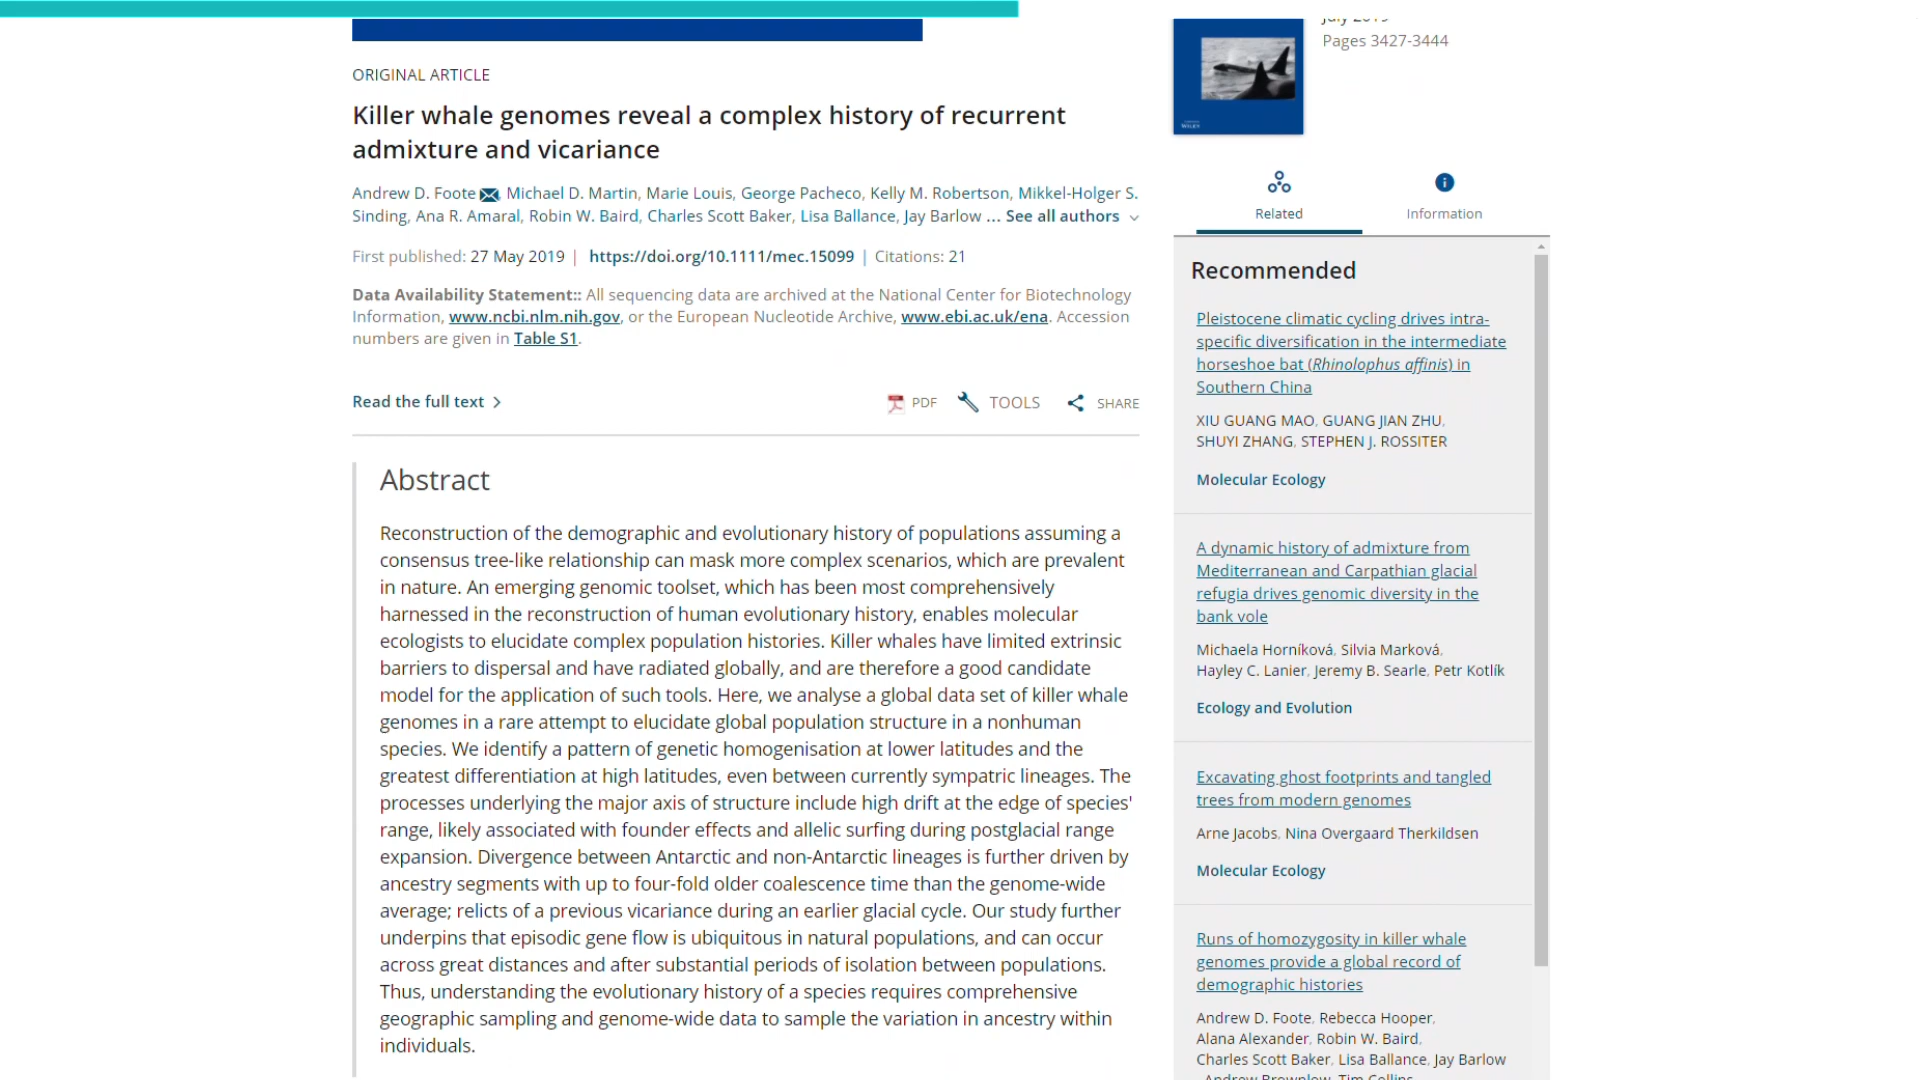 ORIGINAL ARTICLE
Killer whale genomes reveal a complex history of recurrent
admixture and vicariance
Andrew D. Foote, Michael D. Martin, Marie Louis, George Pacheco, Kelly M. Robertson, Mikkel-Holger S.
Sinding, Ana R. Amaral, Robin W. Baird, Charles Scott Baker, Lisa Ballance, Jay Barlow ... See all authors
First published: 27 May 2019 | https://doi.org/10.1111/mec.15099 | Citations: 21
Data Availability Statement:: All sequencing data are archived at the National Center for Biotechnology
Information, www.ncbi.nlm.nih.gov, or the European Nucleotide Archive, www.ebi.ac.uk/ena. Accession
numbers are given in Table S1.
Read the full text
PDF TOOLS SHARE
Abstract
Reconstruction of the demographic and evolutionary history of populations assuming a
consensus tree-like relationship can mask more complex scenarios, which are prevalent
in nature. An emerging genomic toolset, which has been most comprehensively
harnessed in the reconstruction of human evolutionary history, enables molecular
ecologists to elucidate complex population histories. Killer whales have limited extrinsic
barriers to dispersal and have radiated globally, and are therefore a good candidate
model for the application of such tools. Here, we analyse a global data set of killer whale
genomes in a rare attempt to elucidate global population structure in a nonhuman
species. We identify a pattern of genetic homogenisation at lower latitudes and the
greatest differentiation at high latitudes, even between currently sympatric lineages. The
processes underlying the major axis of structure include high drift at the edge of species'
range, likely associated with founder effects and allelic surfing during postglacial range
expansion. Divergence between Antarctic and non-Antarctic lineages is further driven by
ancestry segments with up to four-fold older coalescence time than the genome-wide
average; relicts of a previous vicariance during an earlier glacial cycle. Our study further
underpins that episodic gene flow is ubiquitous in natural populations, and can occur
across great distances and after substantial periods of isolation between populations.
Thus, understanding the evolutionary history of a species requires comprehensive
geographic sampling and genome-wide data to sample the variation in ancestry within
individuals.
July 2019
Pages 3427-3444
WILEY
Related
Information
Recommended
Pleistocene climatic cycling drives intra-
specific diversification in the intermediate
horseshoe bat (Rhinolophus affinis) in
Southern China
XIU GUANG MAO, GUANG JIAN ZHU,
SHUYI ZHANG, STEPHEN J. ROSSITER
Molecular Ecology
A dynamic history of admixture from
Mediterranean and Carpathian glacial
refugia drives genomic diversity in the
bank vole
Michaela Horníková, Silvia Marková,
Hayley C. Lanier, Jeremy B. Searle, Petr Kotlík
Ecology and Evolution
Excavating ghost footprints and tangled
trees from modern genomes
Arne Jacobs, Nina Overgaard Therkildsen
Molecular Ecology
Runs of homozygosity in killer whale
genomes provide a global record of
demographic histories
Andrew D. Foote, Rebecca Hooper,
Alana Alexander, Robin W. Baird,
Charles Scott Baker, Lisa Ballance, Jay Barlow
, Andrew Brownlow, Tim Collins,